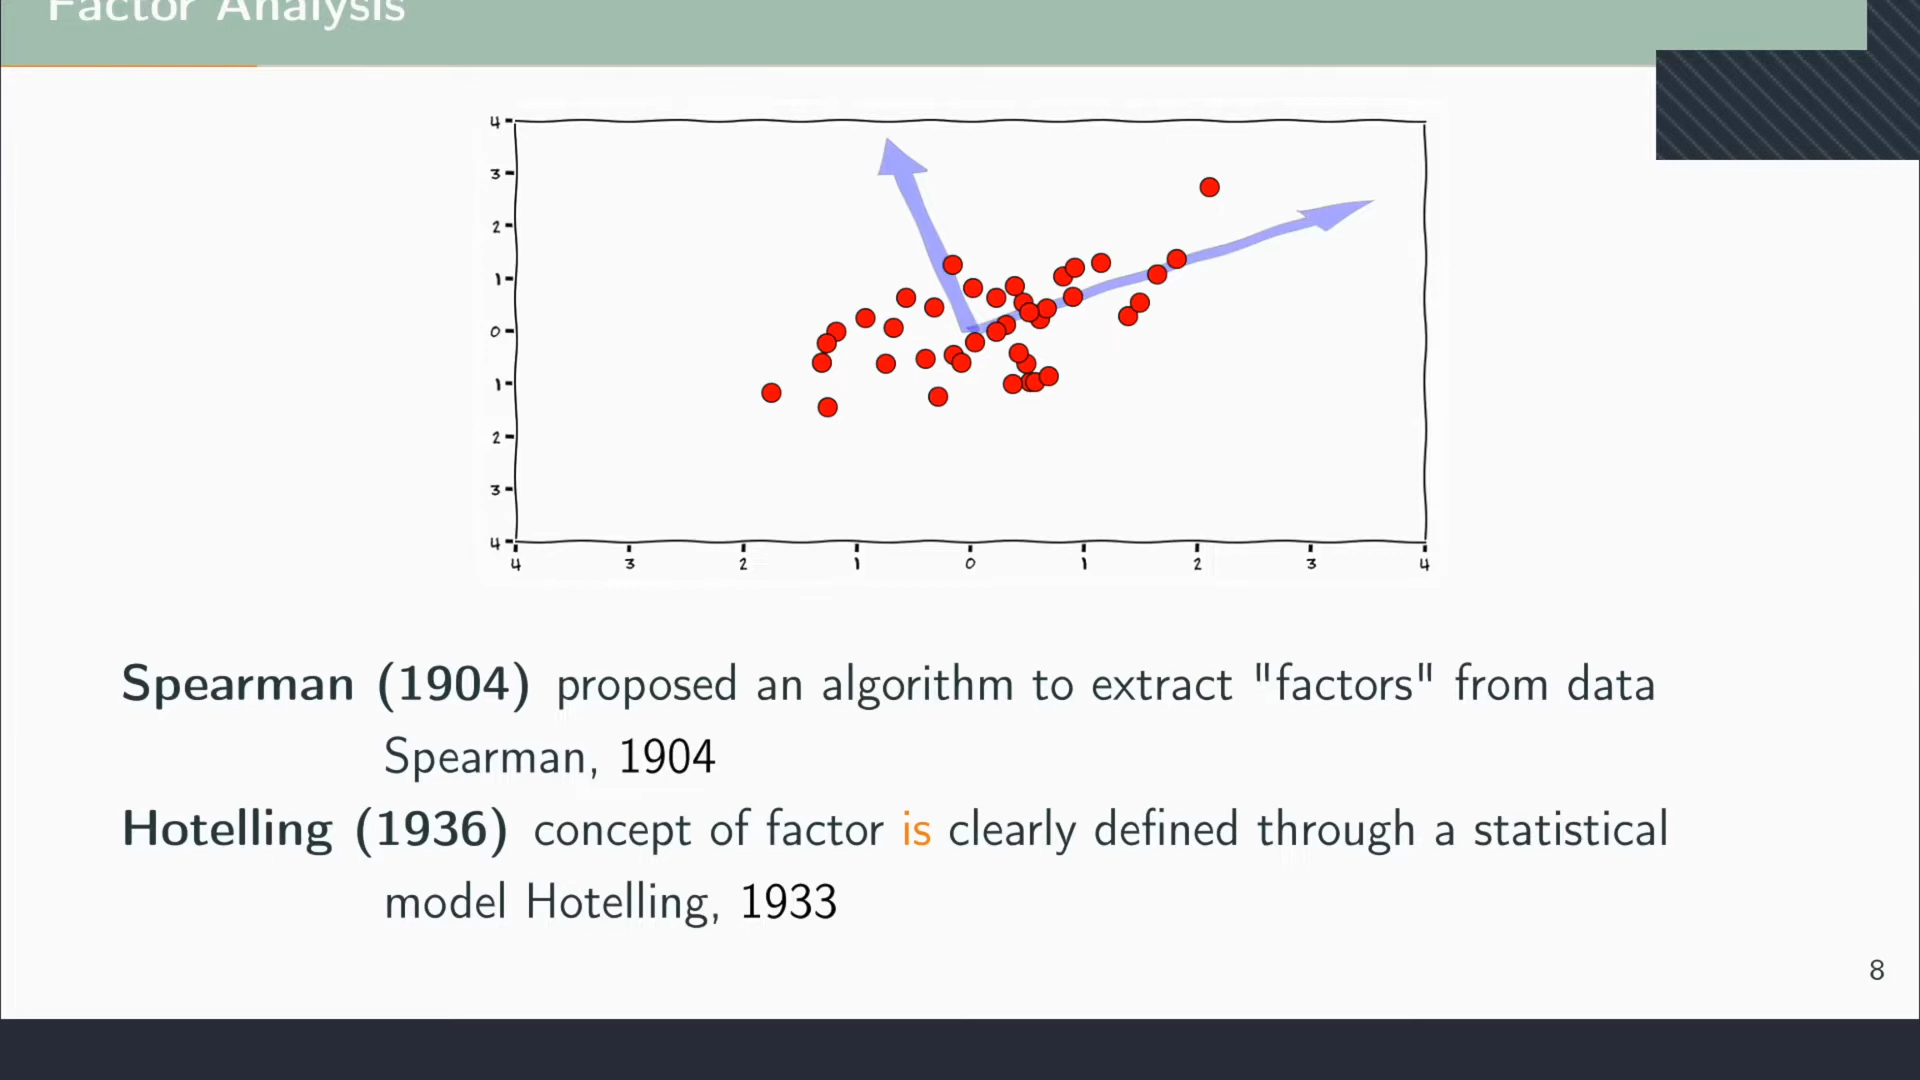 Factor Analysis
4
3
2
1
0
1
2
3
4
4 3 2 1 0 1 2 3 4
Spearman (1904) proposed an algorithm to extract "factors" from data
Spearman, 1904
Hotelling (1936) concept of factor is clearly defined through a statistical
model Hotelling, 1933
8